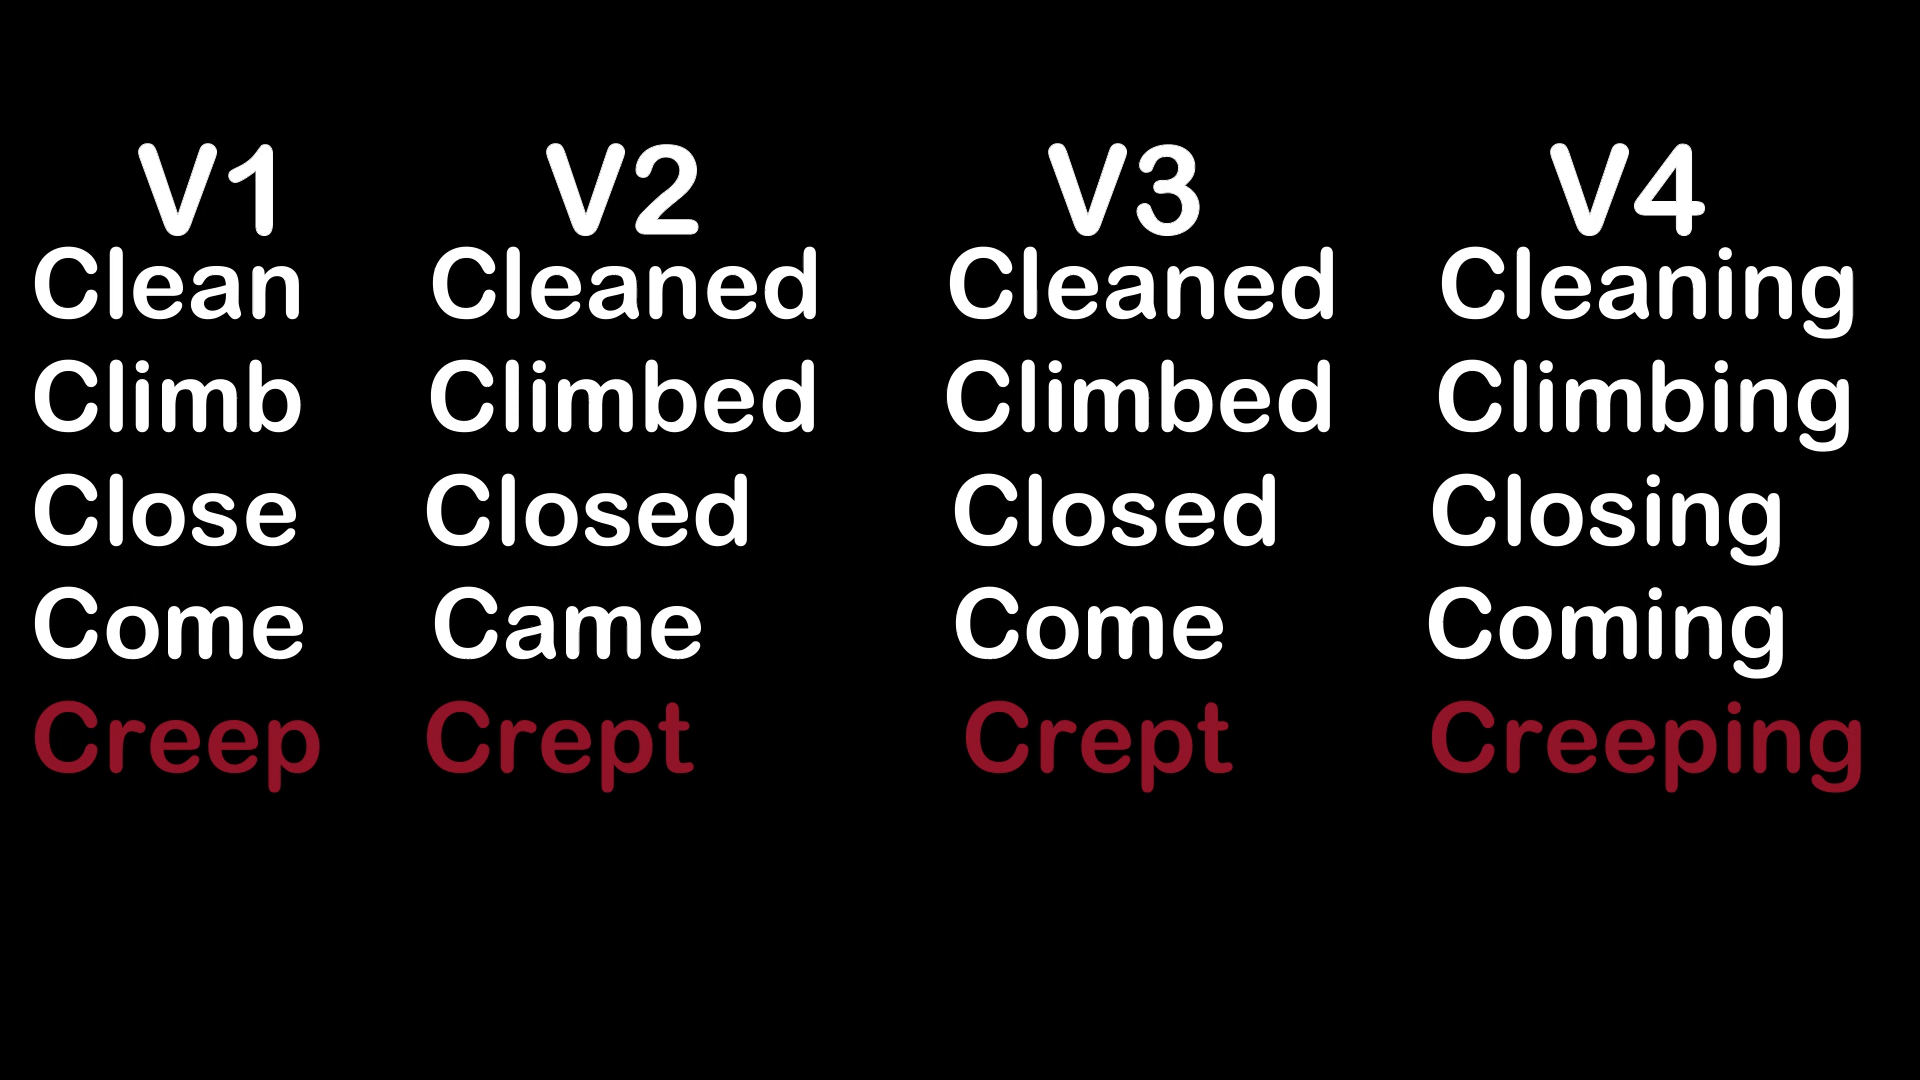 V1 V2 V3 V4
Clean Cleaned Cleaned Cleaning
Climb Climbed Climbed Climbing
Close Closed Closed Closing
Come Came Come Coming
Creep Crept Crept Creeping